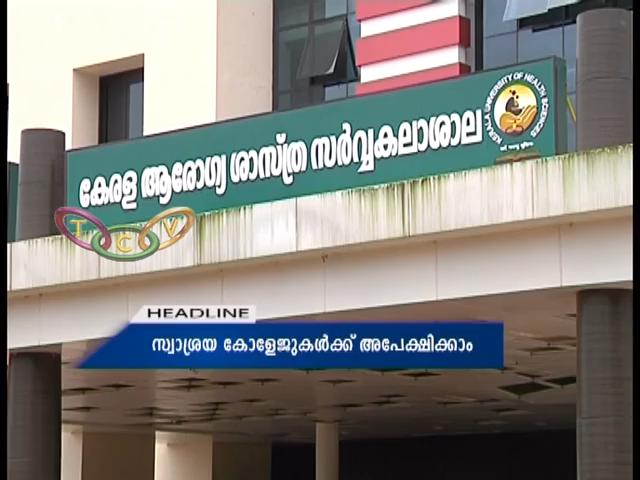 കേരള ആരോഗ്യ ശാസ്ത്ര സർവ്വകലാശാല
KERALA UNIVERSITY OF HEALTH SCIENCES
TCV
HEADLINE
സ്വാശ്രയ കോളേജുകൾക്ക് അപേക്ഷിക്കാം